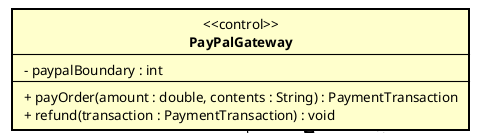 <<control>>
PayPalGateway
- paypalBoundary : int
+ payOrder(amount : double, contents : String) : PaymentTransaction
+ refund(transaction : PaymentTransaction) : void